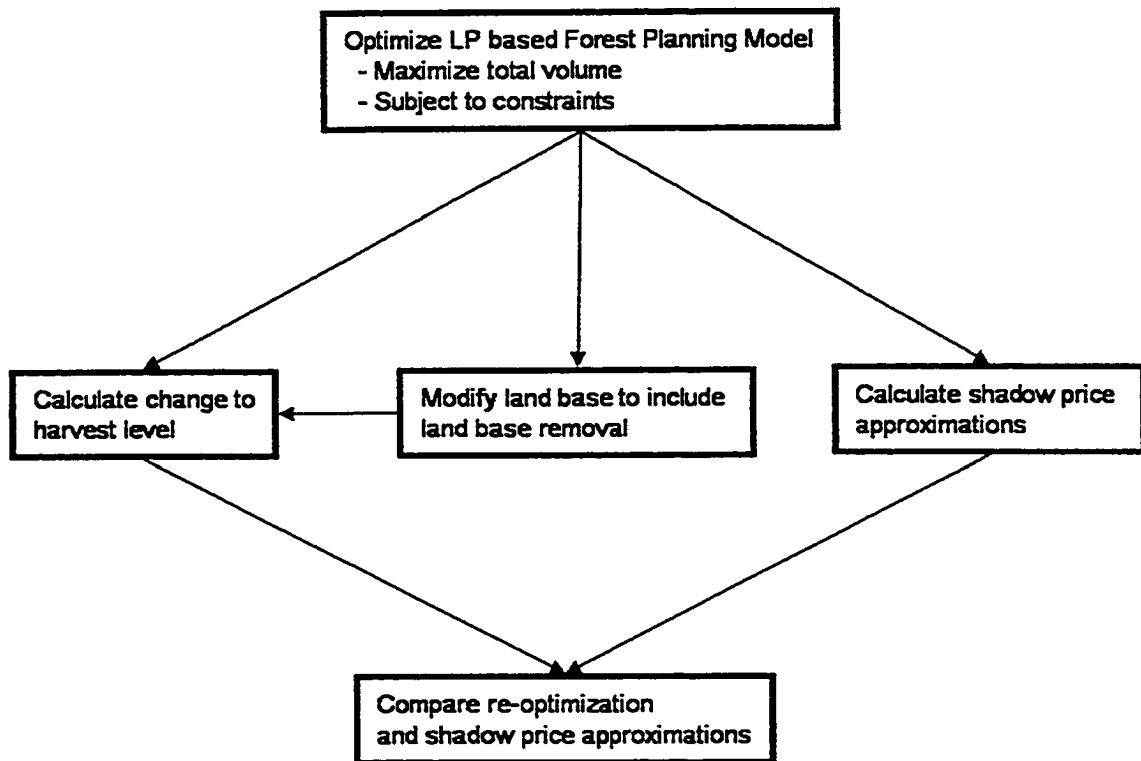 Optimize LP based Forest Planning Model
- Maximize total volume
- Subject to constraints
Calculate change to
harvest level
Modify land base to include
land base removal
Calculate shadow price
approximations
Compare re-optimization
and shadow price approximations